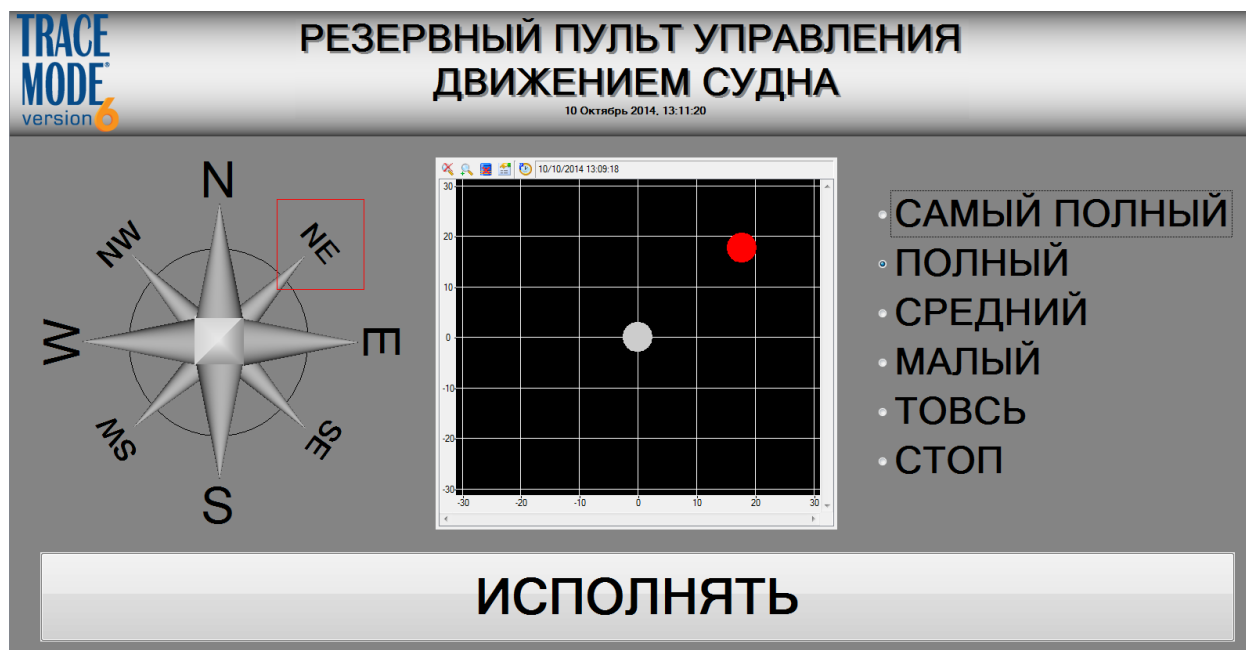 TRACE
MODE®
version 6
РЕЗЕРВНЫЙ ПУЛЬТ УПРАВЛЕНИЯ
ДВИЖЕНИЕМ СУДНА
10 Октябрь 2014, 13:11:20
N
NE
E
SE
S
SW
W
NW
10/10/2014 13:09:18
30
20
10
0
-10
-20
-30
-30 -20 -10 0 10 20 30
САМЫЙ ПОЛНЫЙ
ПОЛНЫЙ
СРЕДНИЙ
МАЛЫЙ
ТОВСЬ
СТОП
ИСПОЛНЯТЬ